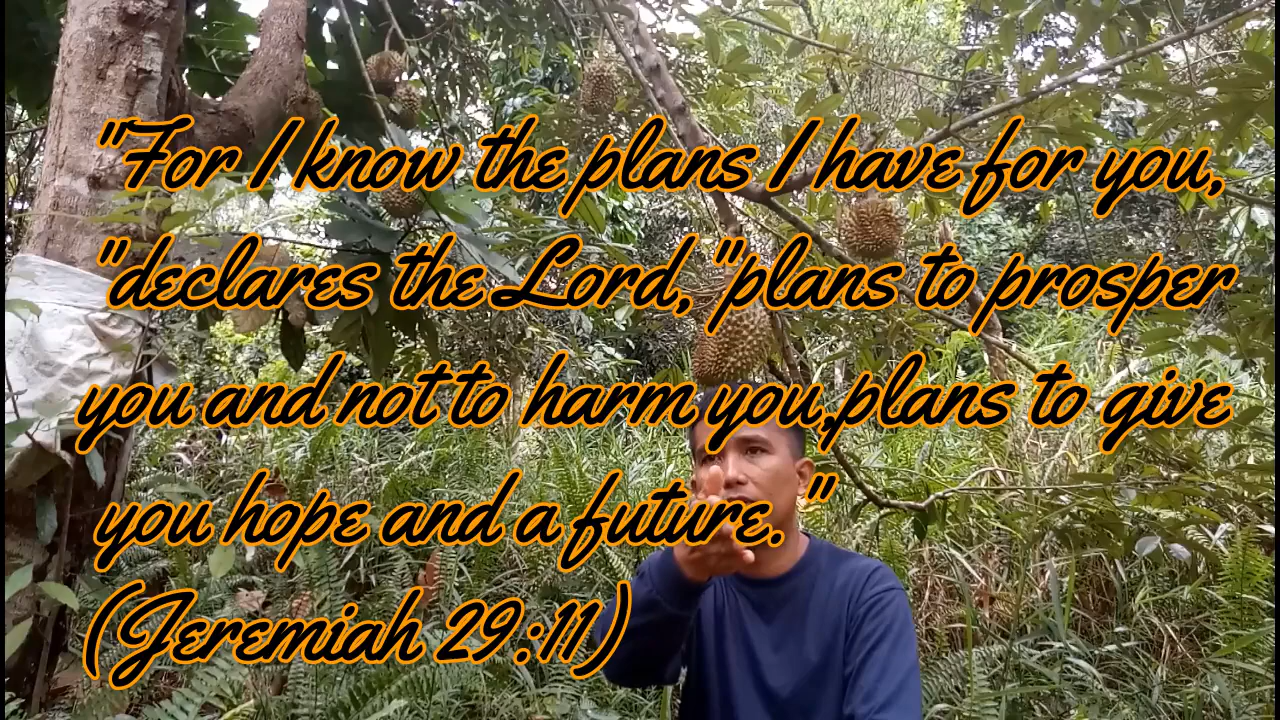 "For I know the plans I have for you,
"declares the Lord,"plans to prosper
you and not to harm you,plans to give
you hope and a future. "
(Jeremiah 29:11)